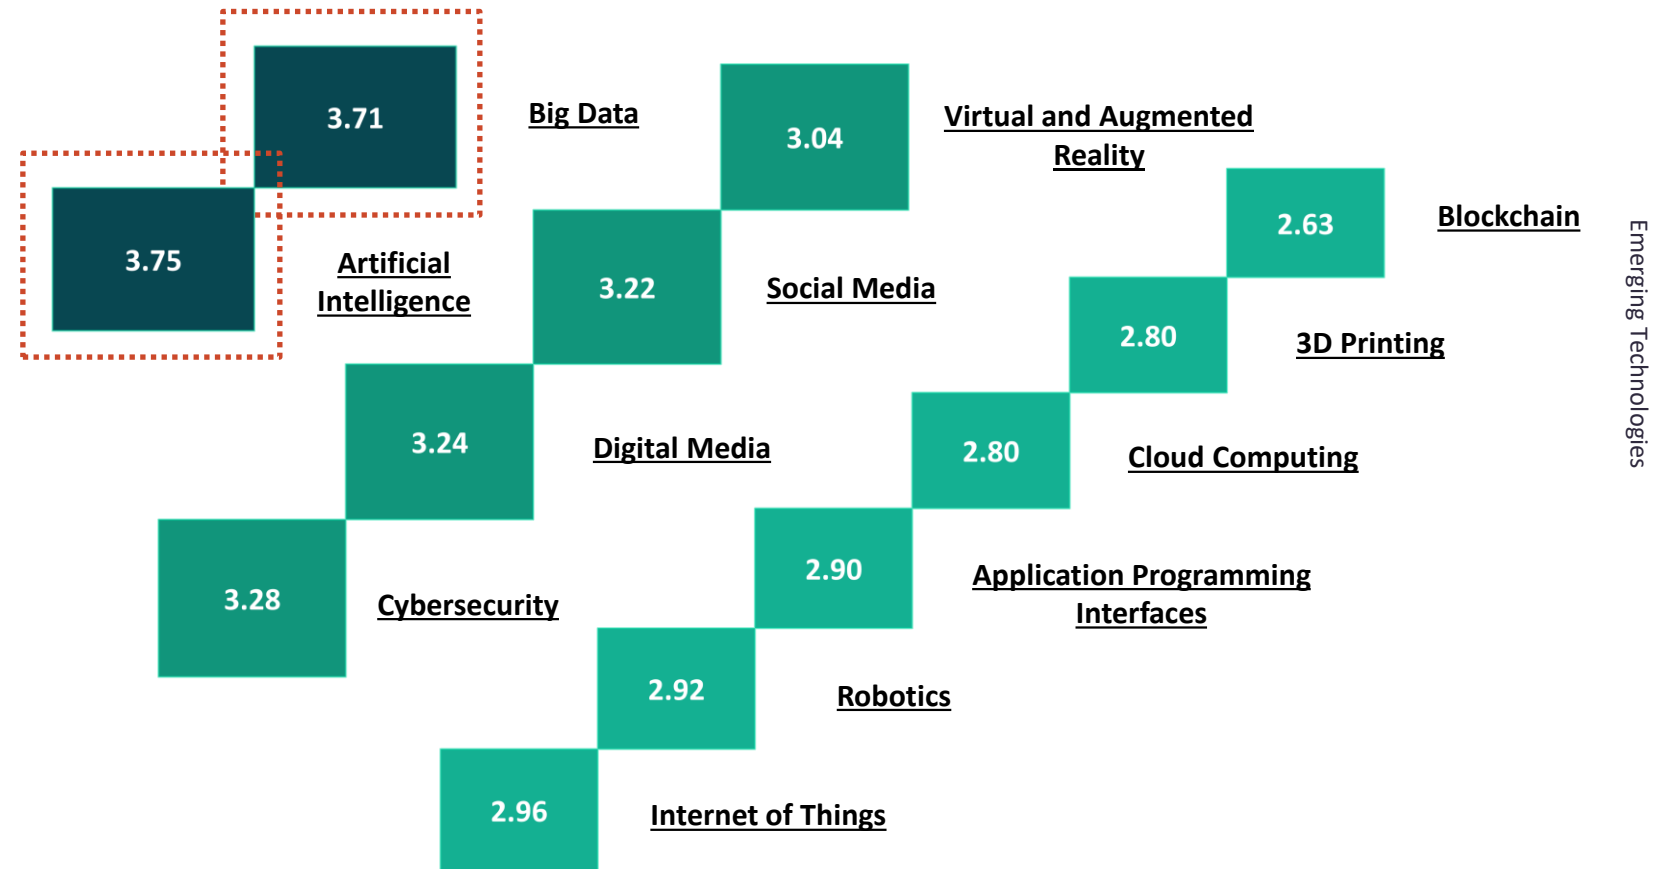 3.71
Big Data
3.75
Artificial
Intelligence
3.04
Virtual and Augmented
Reality
3.22
Social Media
3.24
Digital Media
3.28
Cybersecurity
2.63
Blockchain
2.80
3D Printing
2.80
Cloud Computing
2.90
Application Programming
Interfaces
2.92
Robotics
2.96
Internet of Things
Emerging Technologies